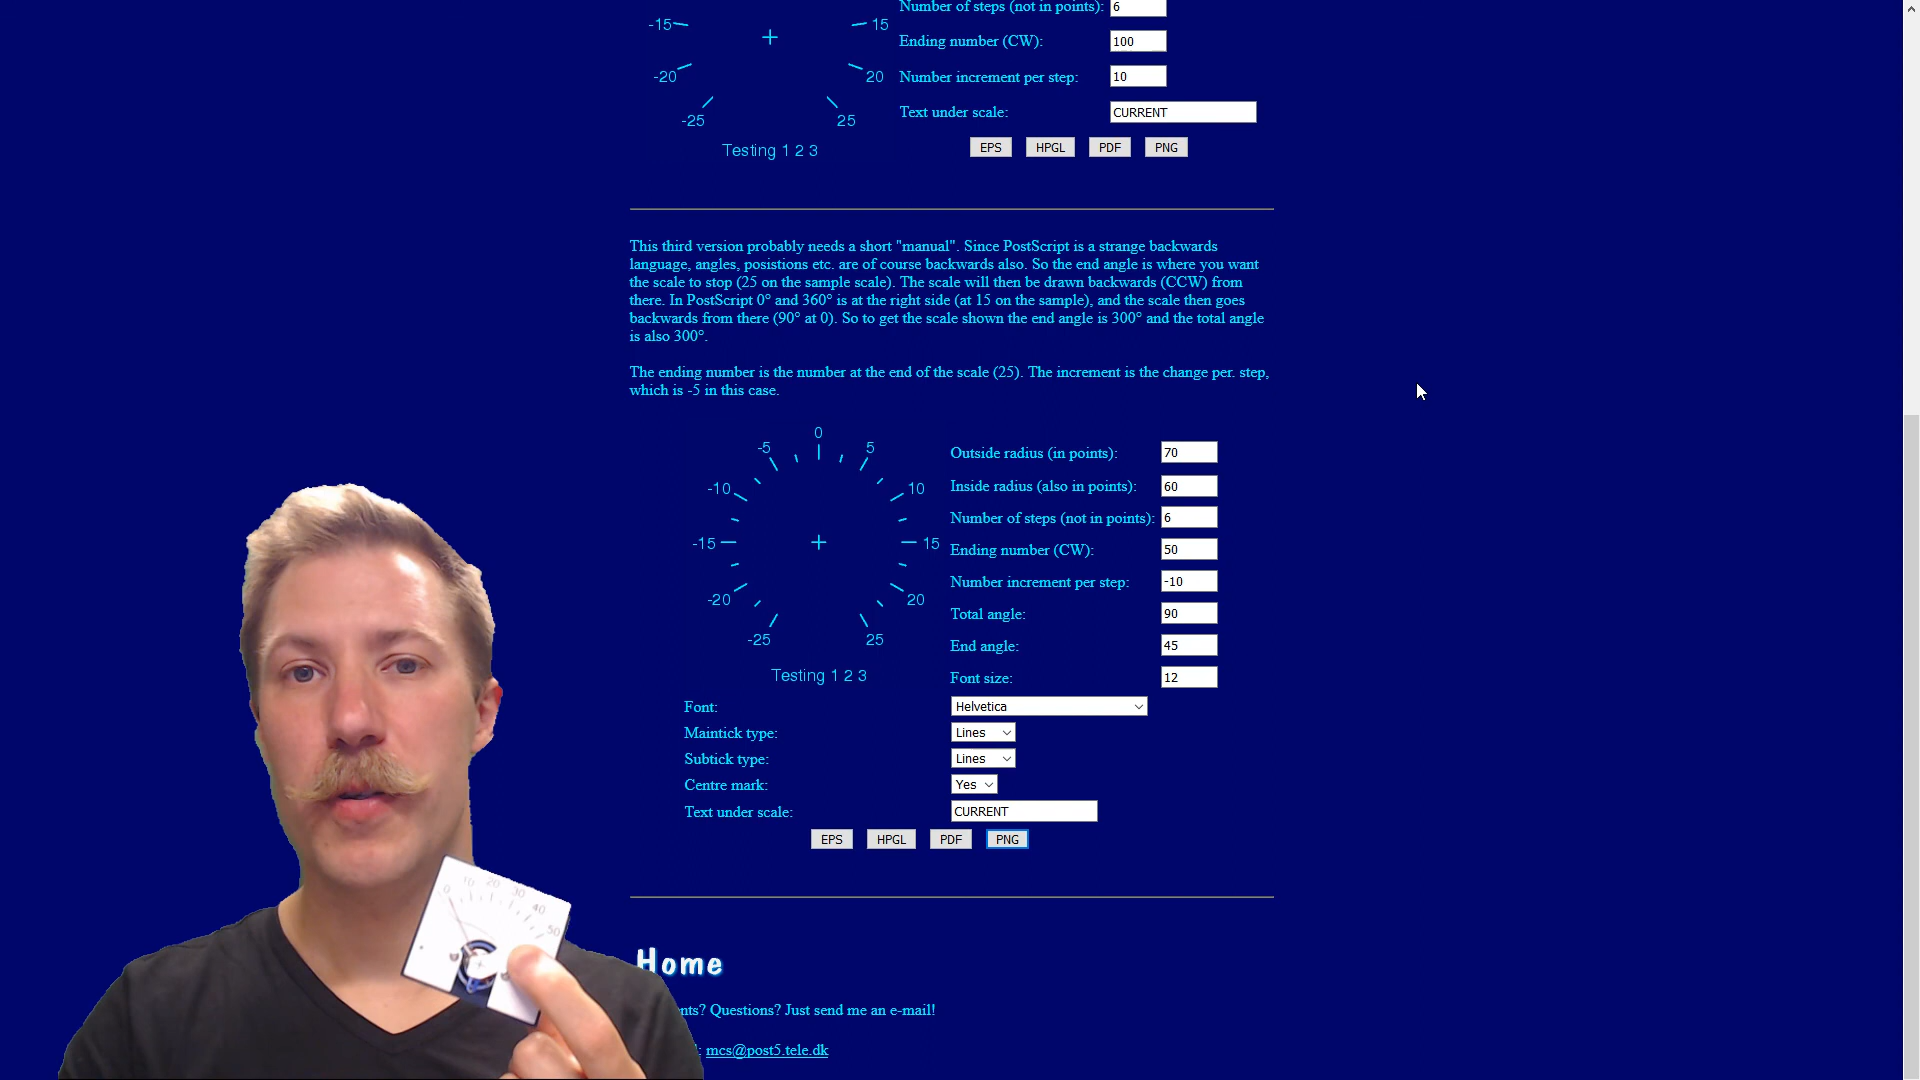 -15
15
-20
20
-25
25
Testing 1 2 3
Number of steps (not in points): 6
Ending number (CW): 100
Number increment per step: 10
Text under scale: CURRENT
EPS HPGL PDF PNG
This third version probably needs a short "manual". Since PostScript is a strange backwards
language, angles, posistions etc. are of course backwards also. So the end angle is where you want
the scale to stop (25 on the sample scale). The scale will then be drawn backwards (CCW) from
there. In PostScript 0° and 360° is at the right side (at 15 on the sample), and the scale then goes
backwards from there (90° at 0). So to get the scale shown the end angle is 300° and the total angle
is also 300°.
The ending number is the number at the end of the scale (25). The increment is the change per. step,
which is -5 in this case.
0
-5 5
-10 10
-15 15
-20 20
-25 25
Testing 1 2 3
Outside radius (in points): 70
Inside radius (also in points): 60
Number of steps (not in points): 6
Ending number (CW): 50
Number increment per step: -10
Total angle: 90
End angle: 45
Font size: 12
Font: Helvetica
Maintick type: Lines
Subtick type: Lines
Centre mark: Yes
Text under scale: CURRENT
EPS HPGL PDF PNG
0 10 20 30 40 50
Home
nts? Questions? Just send me an e-mail!
: mcs@post5.tele.dk